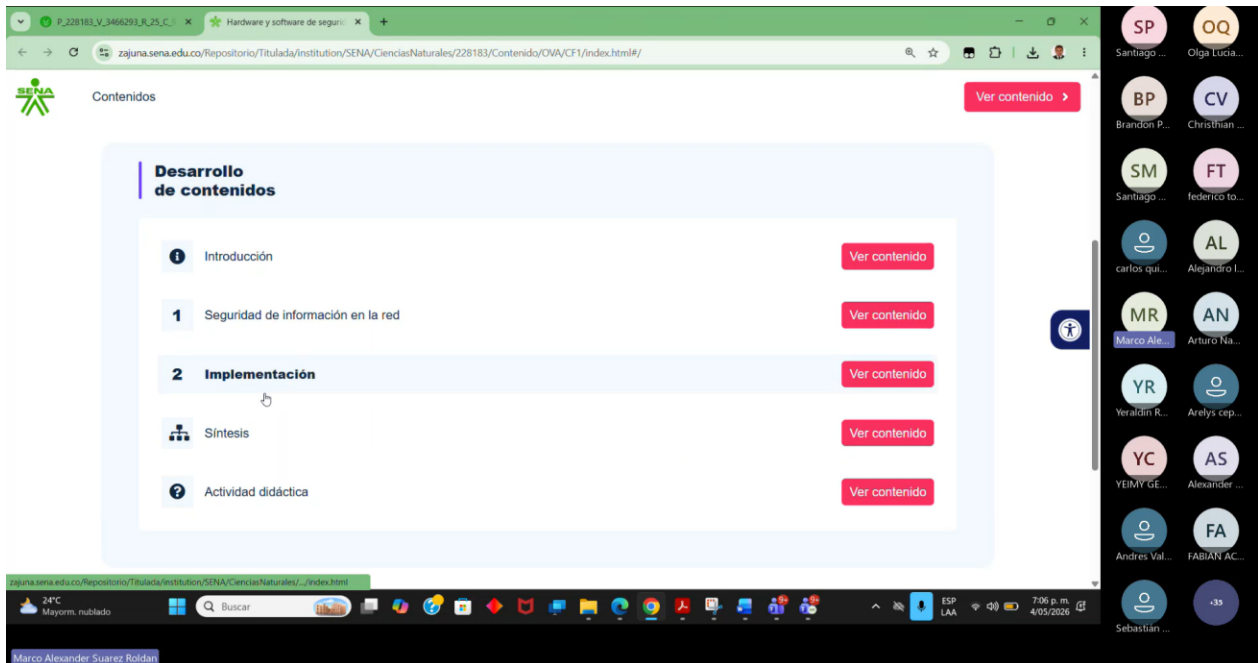 P_228183_V_3466293_R_25_C_
Hardware y software de seguri
zajuna.sena.edu.co/Repositorio/Titulada/institution/SENA/CienciasNaturales/228183/Contenido/OVA/CF1/index.html#/
SENA
Contenidos
Ver contenido
Desarrollo
de contenidos
Introducción
Ver contenido
1 Seguridad de información en la red
Ver contenido
2 Implementación
Ver contenido
Síntesis
Ver contenido
Actividad didáctica
Ver contenido
zajuna.sena.edu.co/Repositorio/Titulada/institution/SENA/CienciasNaturales/.../index.html
24°C
Mayorm. nublado
Buscar
ESP
LAA
7:06 p. m.
4/05/2026
Marco Alexander Suarez Roldan
SP
Santiago ...
OQ
Olga Lucia...
BP
Brandon P...
CV
Christhian ...
SM
Santiago ...
FT
federico to...
carlos qui...
AL
Alejandro l...
MR
Marco Ale...
AN
Arturo Na...
YR
Yeraldin R...
Arelys cep...
YC
YEIMY GE...
AS
Alexander ...
Andres Val...
FA
FABIAN AC...
Sebastián ...
+35